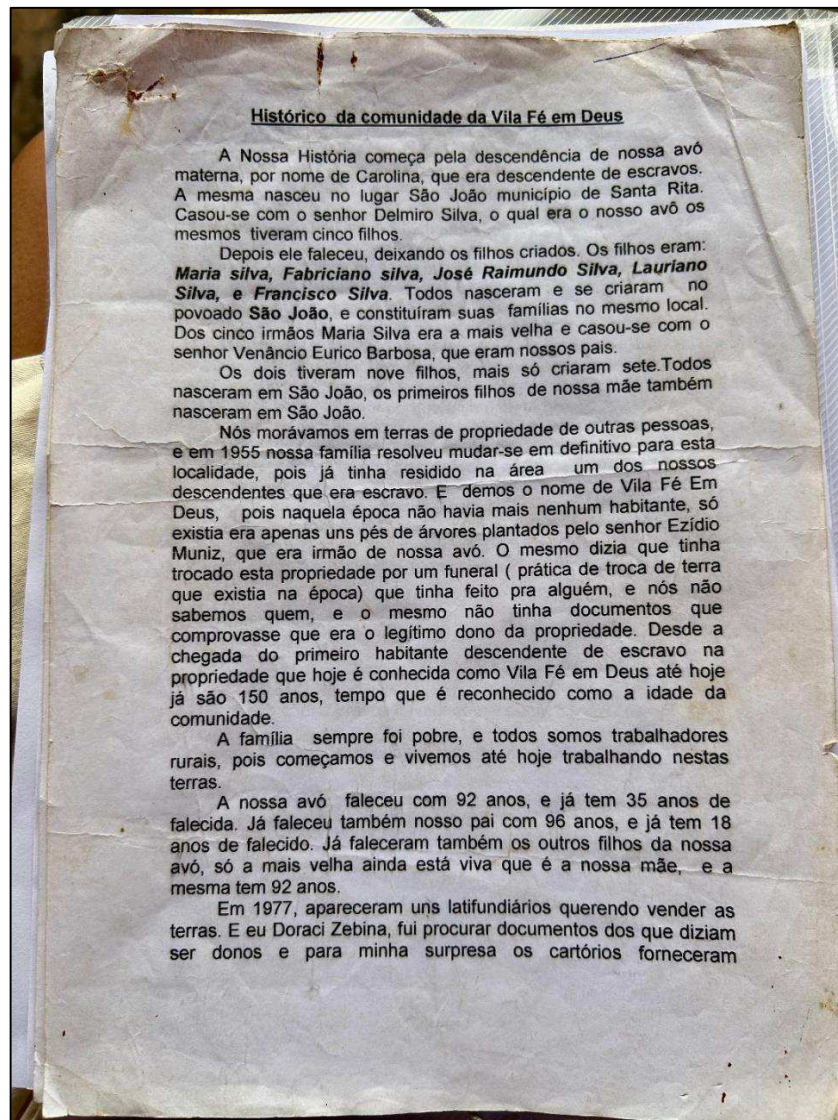 Histórico da comunidade da Vila Fé em Deus
A Nossa História começa pela descendência de nossa avó
materna, por nome de Carolina, que era descendente de escravos.
A mesma nasceu no lugar São João município de Santa Rita.
Casou-se com o senhor Delmiro Silva, o qual era o nosso avô os
mesmos tiveram cinco filhos.
Depois ele faleceu, deixando os filhos criados. Os filhos eram:
Maria silva, Fabriciano silva, José Raimundo Silva, Lauriano
Silva, e Francisco Silva. Todos nasceram e se criaram no
povoado São João, e constituíram suas famílias no mesmo local.
Dos cinco irmãos Maria Silva era a mais velha e casou-se com o
senhor Venâncio Eurico Barbosa, que eram nossos pais.
Os dois tiveram nove filhos, mais só criaram sete.Todos
nasceram em São João, os primeiros filhos de nossa mãe também
nasceram em São João.
Nós morávamos em terras de propriedade de outras pessoas,
e em 1955 nossa família resolveu mudar-se em definitivo para esta
localidade, pois já tinha residido na área um dos nossos
descendentes que era escravo. E demos o nome de Vila Fé Em
Deus, pois naquela época não havia mais nenhum habitante, só
existia era apenas uns pés de árvores plantados pelo senhor Ezídio
Muniz, que era irmão de nossa avó. O mesmo dizia que tinha
trocado esta propriedade por um funeral ( prática de troca de terra
que existia na época) que tinha feito pra alguém, e nós não
sabemos quem, e o mesmo não tinha documentos que
comprovasse que era o legítimo dono da propriedade. Desde a
chegada do primeiro habitante descendente de escravo na
propriedade que hoje é conhecida como Vila Fé em Deus até hoje
já são 150 anos, tempo que é reconhecido como a idade da
comunidade.
A família sempre foi pobre, e todos somos trabalhadores
rurais, pois começamos e vivemos até hoje trabalhando nestas
terras.
A nossa avó faleceu com 92 anos, e já tem 35 anos de
falecida. Já faleceu também nosso pai com 96 anos, e já tem 18
anos de falecido. Já faleceram também os outros filhos da nossa
avó, só a mais velha ainda está viva que é a nossa mãe, e a
mesma tem 92 anos.
Em 1977, apareceram uns latifundiários querendo vender as
terras. E eu Doraci Zebina, fui procurar documentos dos que diziam
ser donos e para minha surpresa os cartórios forneceram